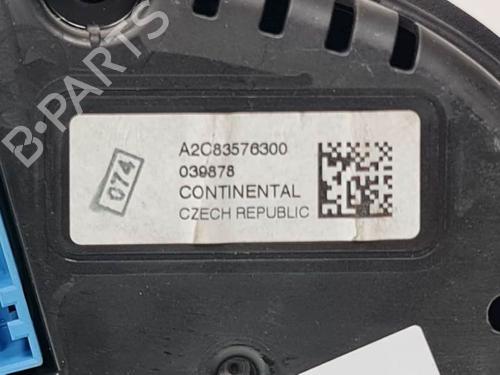 B-PARTS
074
A2C83576300
039878
CONTINENTAL
CZECH REPUBLIC